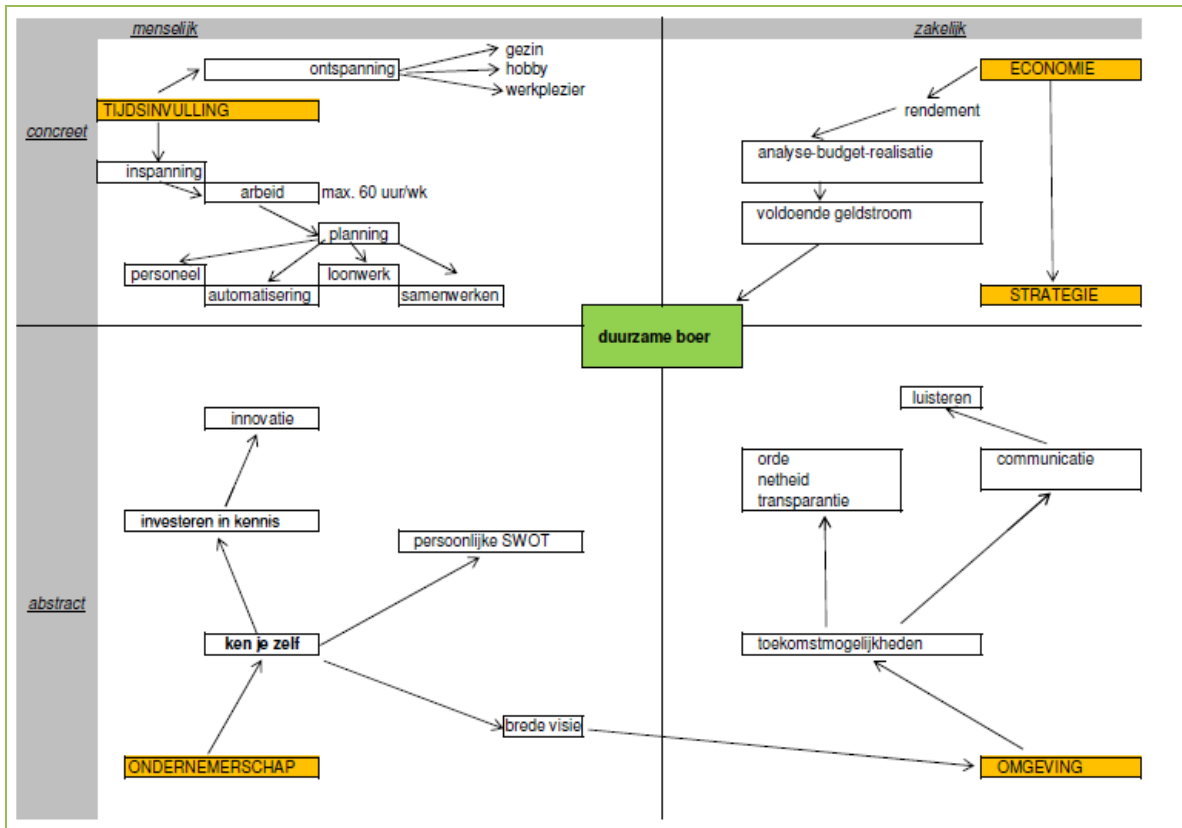 menselijk
zakelijk
concreet
gezin
ontspanning
hobby
werkplezier
TIJDSINVULLING
inspanning
arbeid
max. 60 uur/wk
planning
personeel
loonwerk
automatisering
samenwerken
ECONOMIE
rendement
analyse-budget-realisatie
voldoende geldstroom
STRATEGIE
duurzame boer
abstract
innovatie
investeren in kennis
persoonlijke SWOT
ken je zelf
brede visie
ONDERNEMERSCHAP
luisteren
orde
netheid
transparantie
communicatie
toekomstmogelijkheden
OMGEVING